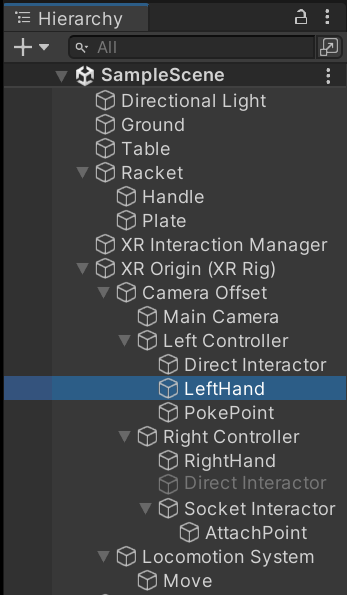 Hierarchy
All
SampleScene
Directional Light
Ground
Table
Racket
Handle
Plate
XR Interaction Manager
XR Origin (XR Rig)
Camera Offset
Main Camera
Left Controller
Direct Interactor
LeftHand
PokePoint
Right Controller
RightHand
Direct Interactor
Socket Interactor
AttachPoint
Locomotion System
Move